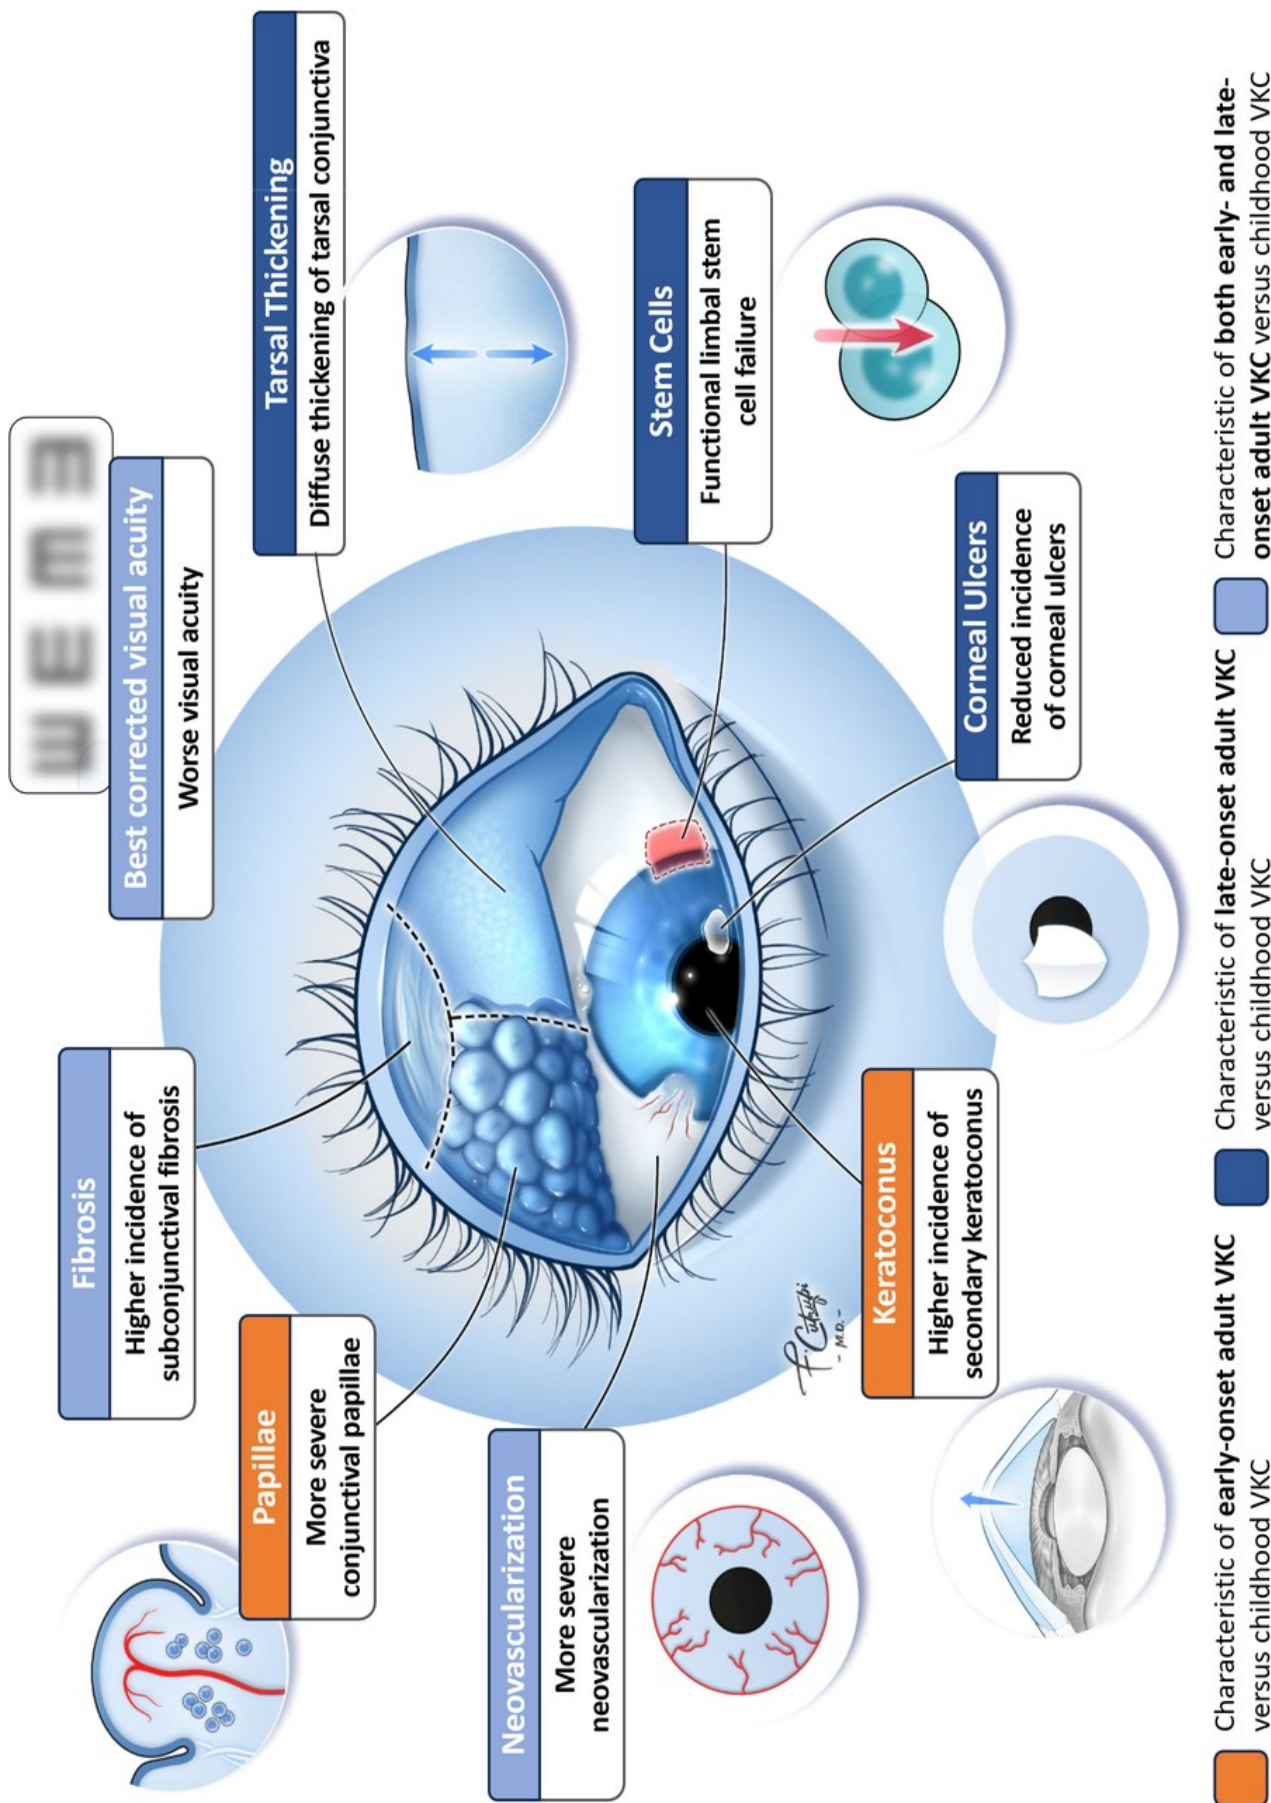 Best corrected visual acuity
Worse visual acuity
Fibrosis
Higher incidence of
subconjunctival fibrosis
Tarsal Thickening
Diffuse thickening of tarsal conjunctiva
Papillae
More severe
conjunctival papillae
Stem Cells
Functional limbal stem
cell failure
Neovascularization
More severe
neovascularization
Keratoconus
Higher incidence of
secondary keratoconus
Corneal Ulcers
Reduced incidence
of corneal ulcers
F. Cutrupi
- M.D. -
Characteristic of early-onset adult VKC
versus childhood VKC
Characteristic of late-onset adult VKC
versus childhood VKC
Characteristic of both early- and late-
onset adult VKC versus childhood VKC